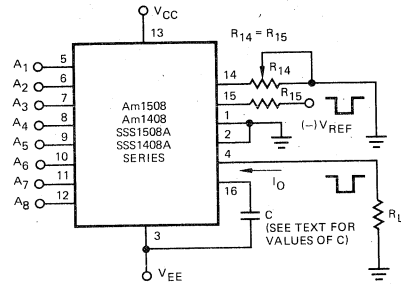 VCC
13
R14 = R15
A1 5
A2 6
A3 7
A4 8
A5 9
A6 10
A7 11
A8 12
Am1508
Am1408
SSS1508A
SSS1408A
SERIES
14
R14
15
R15
(−) VREF
1
2
4
IO
16
C
(SEE TEXT FOR
VALUES OF C)
RL
3
VEE